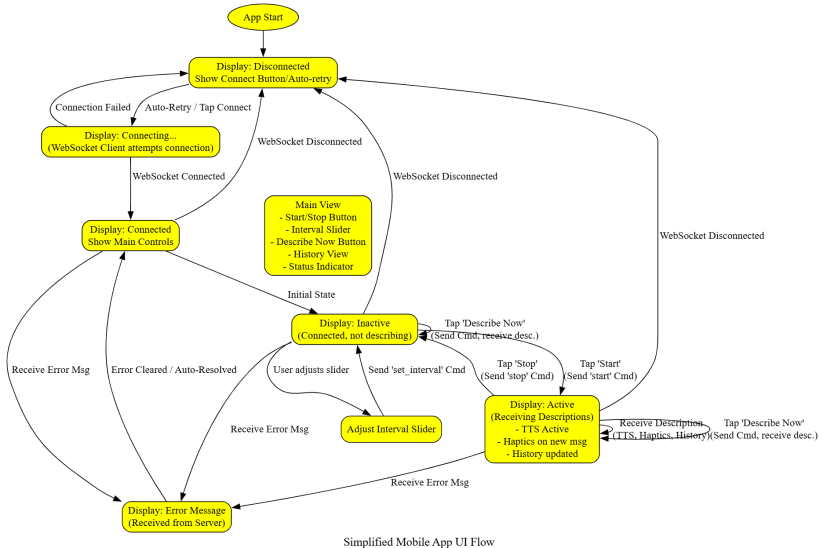 App Start
Display: Disconnected
Show Connect Button/Auto-retry
Connection Failed
Auto-Retry / Tap Connect
Display: Connecting...
(WebSocket Client attempts connection)
WebSocket Disconnected
WebSocket Connected
WebSocket Disconnected
Main View
- Start/Stop Button
- Interval Slider
- Describe Now Button
- History View
- Status Indicator
Display: Connected
Show Main Controls
WebSocket Disconnected
Initial State
Display: Inactive
(Connected, not describing)
Tap 'Describe Now'
(Send Cmd, receive desc.)
Receive Error Msg
Error Cleared / Auto-Resolved
User adjusts slider
Send 'set_interval' Cmd
Tap 'Stop'
(Send 'stop' Cmd)
Tap 'Start'
(Send 'start' Cmd)
Receive Error Msg
Adjust Interval Slider
Display: Active
(Receiving Descriptions)
- TTS Active
- Haptics on new msg
- History updated
Receive Description
(TTS, Haptics, History)
Tap 'Describe Now'
(Send Cmd, receive desc.)
Receive Error Msg
Display: Error Message
(Received from Server)
Simplified Mobile App UI Flow